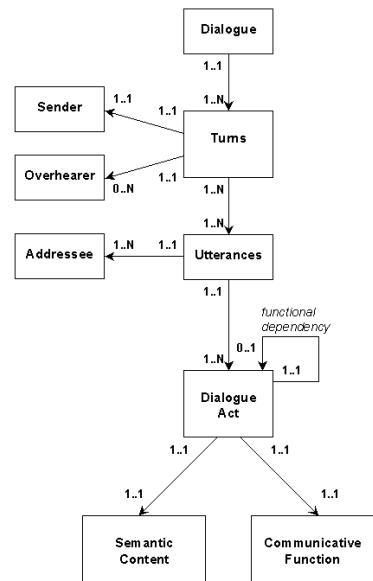 Dialogue
1..1
1..N
Sender
1..1
1..1
Turns
Overhearer
0..N
1..1
1..N
1..N
Addressee
1..N
1..1
Utterances
1..1
functional
dependency
0..1
1..1
1..N
Dialogue
Act
1..1
1..1
1..1
1..1
Semantic
Content
Communicative
Function